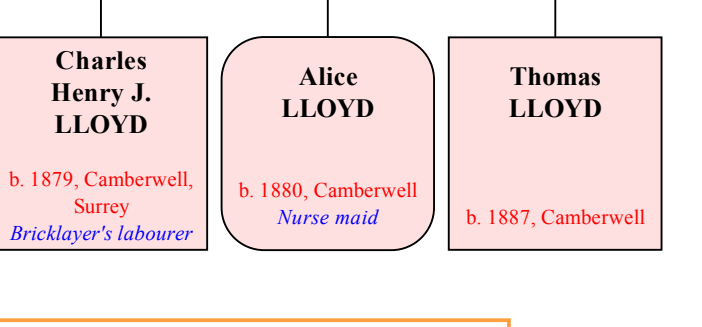 Charles
Henry J.
LLOYD
b. 1879, Camberwell,
Surrey
Bricklayer's labourer
Alice
LLOYD
b. 1880, Camberwell
Nurse maid
Thomas
LLOYD
b. 1887, Camberwell